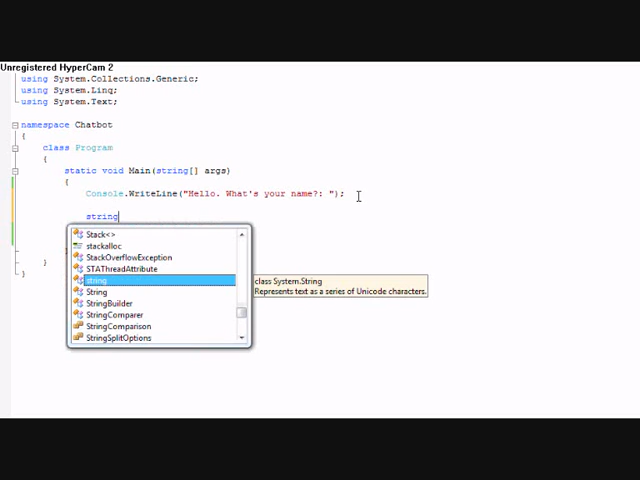 Unregistered HyperCam 2
using System.Collections.Generic;
using System.Linq;
using System.Text;
namespace Chatbot
{
class Program
{
static void Main(string[] args)
{
Console.WriteLine("Hello. What's your name?: ");
string
Stack<>
stackalloc
StackOverflowException
STAThreadAttribute
string
String
StringBuilder
StringComparer
StringComparison
StringSplitOptions
class System.String
Represents text as a series of Unicode characters.
}
}
}